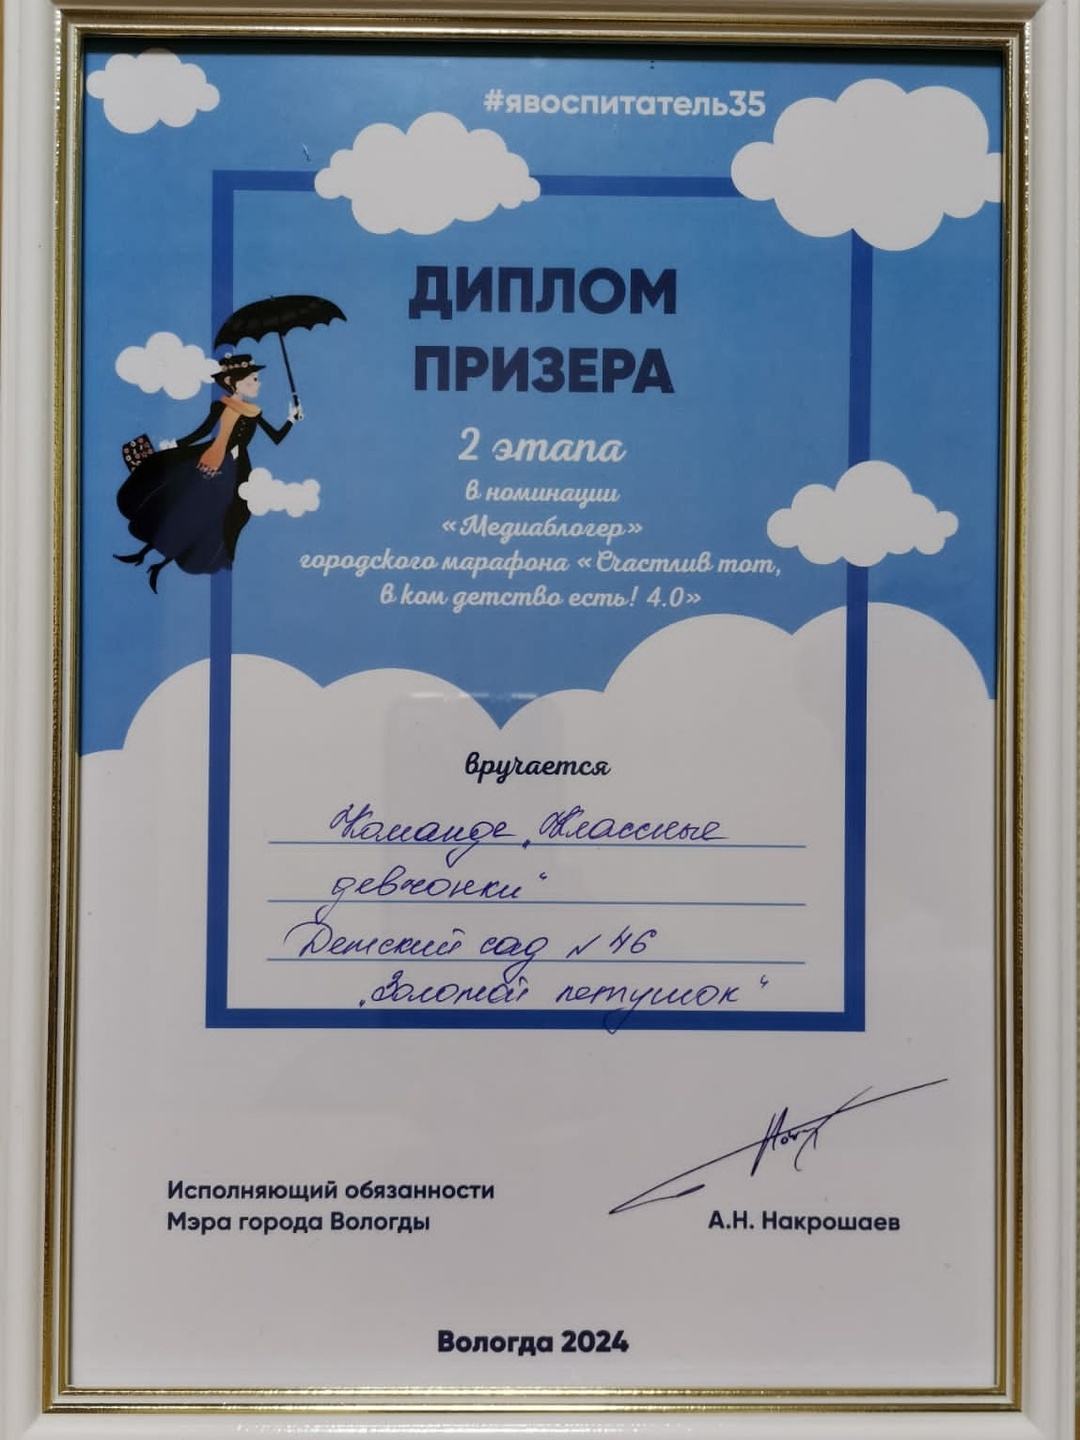 #явоспитатель35
ДИПЛОМ
ПРИЗЕРА
2 этапа
в номинации
«Медиаблогер»
городского марафона «Счастлив тот,
в ком детство есть! 4.0»
вручается
Команде „Классные
девчонки“
Детский сад № 46
„Золотой петушок“
Исполняющий обязанности
Мэра города Вологды
А.Н. Накрошаев
Вологда 2024